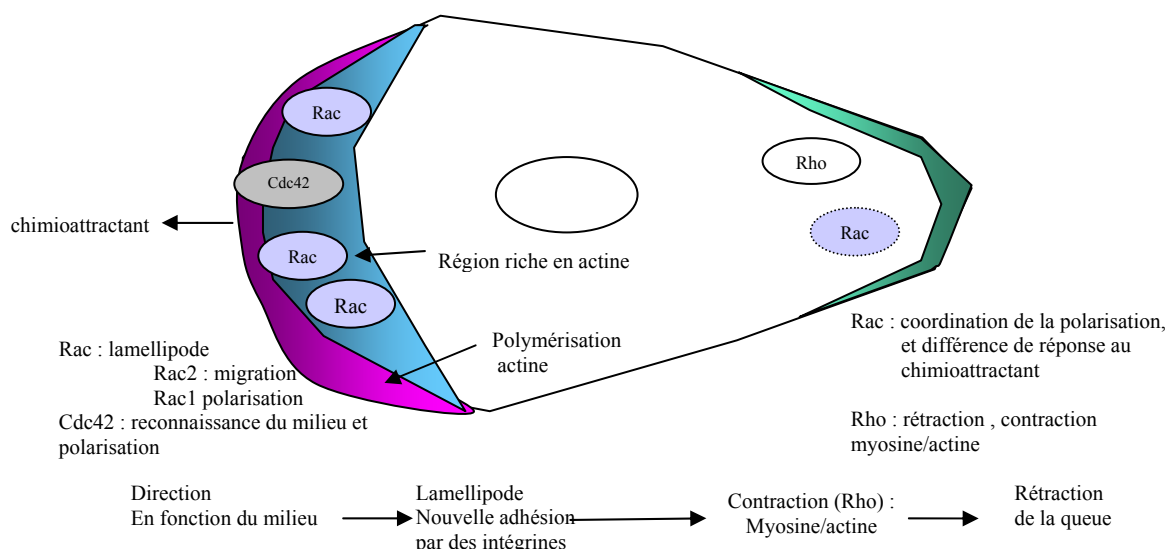 Rac
Cdc42
Rac
Rac
Rho
Rac
chimioattractant
Région riche en actine
Polymérisation
actine
Rac : lamellipode
Rac2 : migration
Rac1 polarisation
Cdc42 : reconnaissance du milieu et
polarisation
Rac : coordination de la polarisation,
et différence de réponse au
chimioattractant
Rho : rétraction , contraction
myosine/actine
Direction
En fonction du milieu
Lamellipode
Nouvelle adhésion
par des intégrines
Contraction (Rho) :
Myosine/actine
Rétraction
de la queue